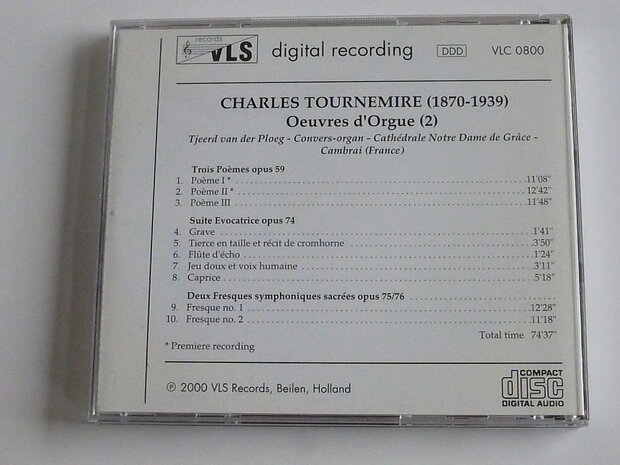 records
VLS digital recording DDD VLC 0800
CHARLES TOURNEMIRE (1870-1939)
Oeuvres d'Orgue (2)
Tjeerd van der Ploeg - Convers-organ - Cathédrale Notre Dame de Grâce -
Cambrai (France)
Trois Poèmes opus 59
1. Poème I * 11'08"
2. Poème II * 12'42"
3. Poème III 11'48"
Suite Evocatrice opus 74
4. Grave 1'41"
5. Tierce en taille et récit de cromhorne 3'50"
6. Flûte d'écho 1'24"
7. Jeu doux et voix humaine 3'11"
8. Caprice 5'18"
Deux Fresques symphoniques sacrées opus 75/76
9. Fresque no. 1 12'28"
10. Fresque no. 2 11'18"
Total time 74'37"
* Premiere recording
℗ 2000 VLS Records, Beilen, Holland
COMPACT
disc
DIGITAL AUDIO